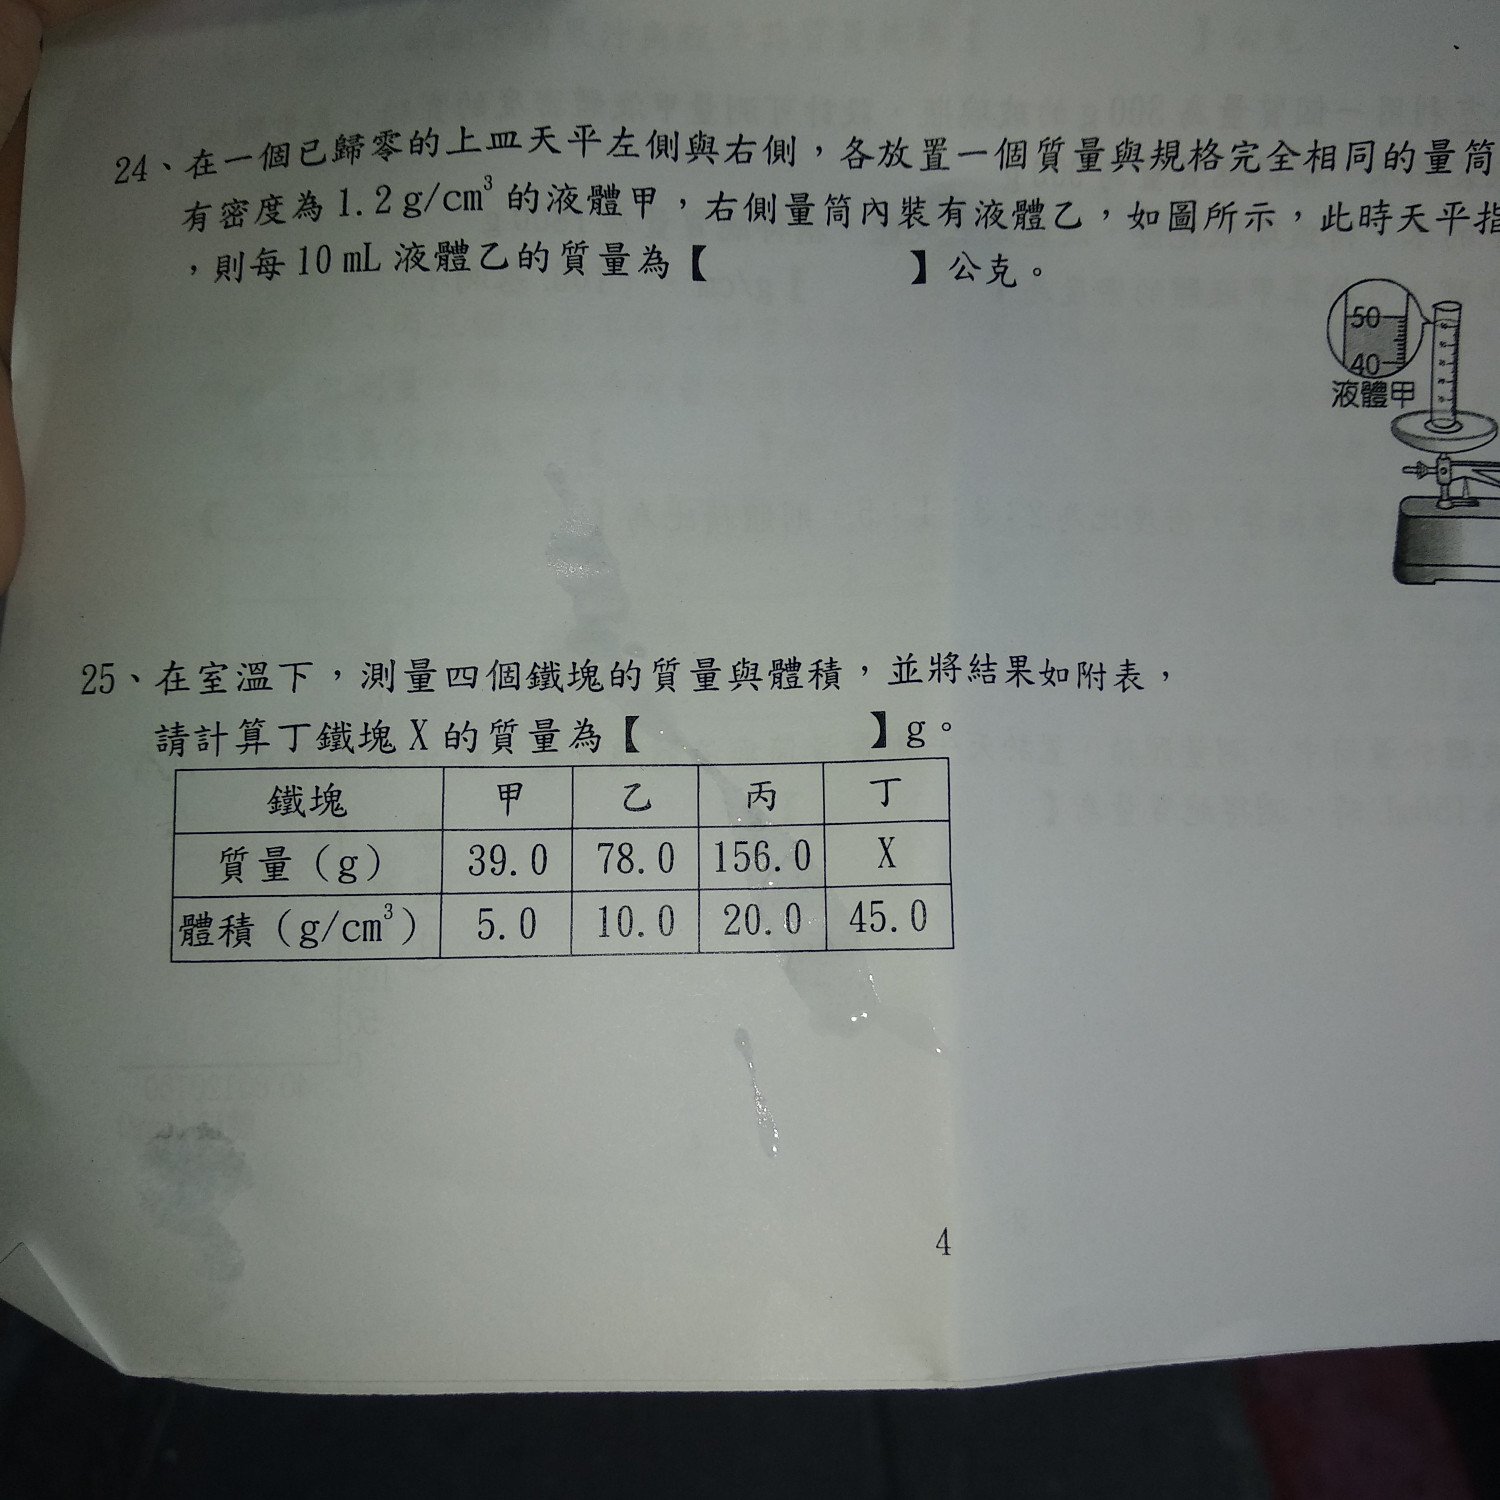 24、在一個已歸零的上皿天平左側與右側，各放置一個質量與規格完全相同的量筒
有密度為1.2 g/cm³ 的液體甲，右側量筒內裝有液體乙，如圖所示，此時天平指
，則每10 mL 液體乙的質量為【 】公克。
50
40
液體甲
25、在室溫下，測量四個鐵塊的質量與體積，並將結果如附表，
請計算丁鐵塊 X 的質量為【 】g。
鐵塊 甲 乙 丙 丁
質量（g） 39.0 78.0 156.0 X
體積（g/cm³） 5.0 10.0 20.0 45.0
4